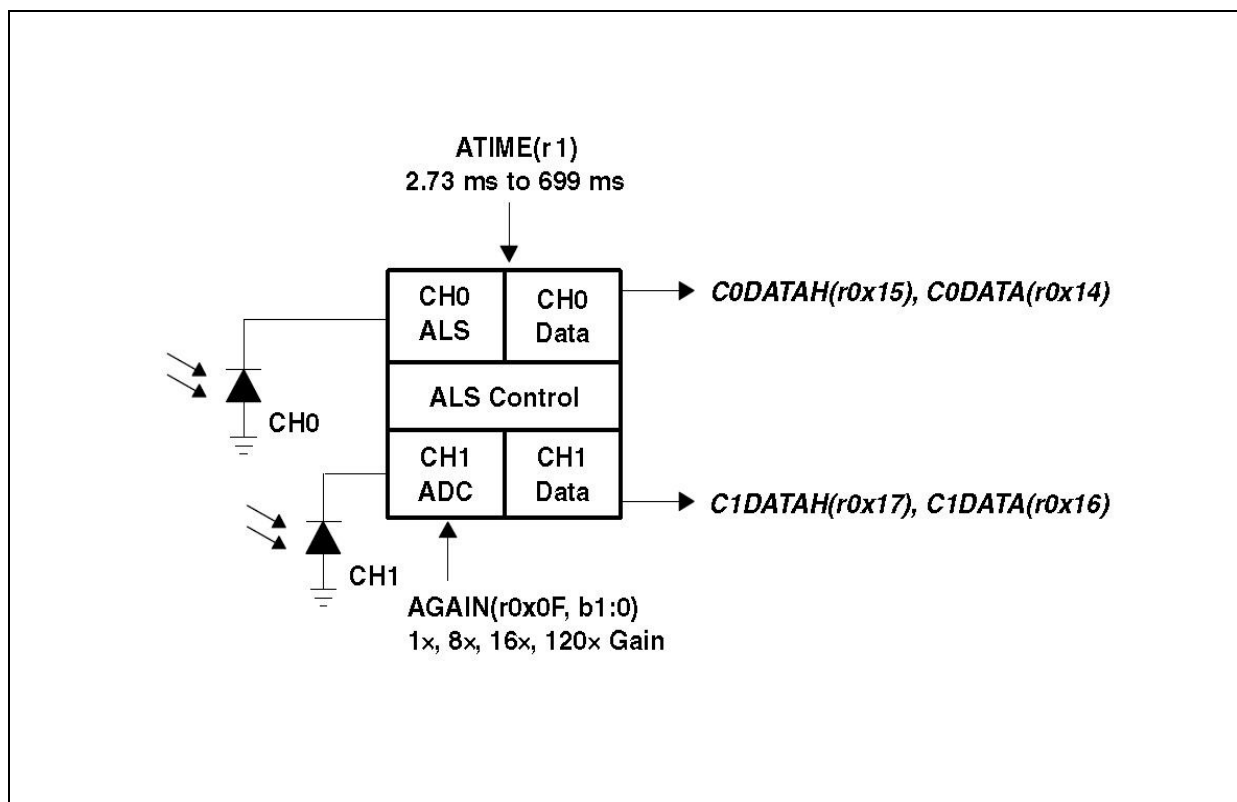 ATIME(r1)
2.73 ms to 699 ms
CH0
ALS
CH0
Data
C0DATAH(r0x15), C0DATA(r0x14)
ALS Control
CH0
CH1
ADC
CH1
Data
C1DATAH(r0x17), C1DATA(r0x16)
CH1
AGAIN(r0x0F, b1:0)
1×, 8×, 16×, 120× Gain